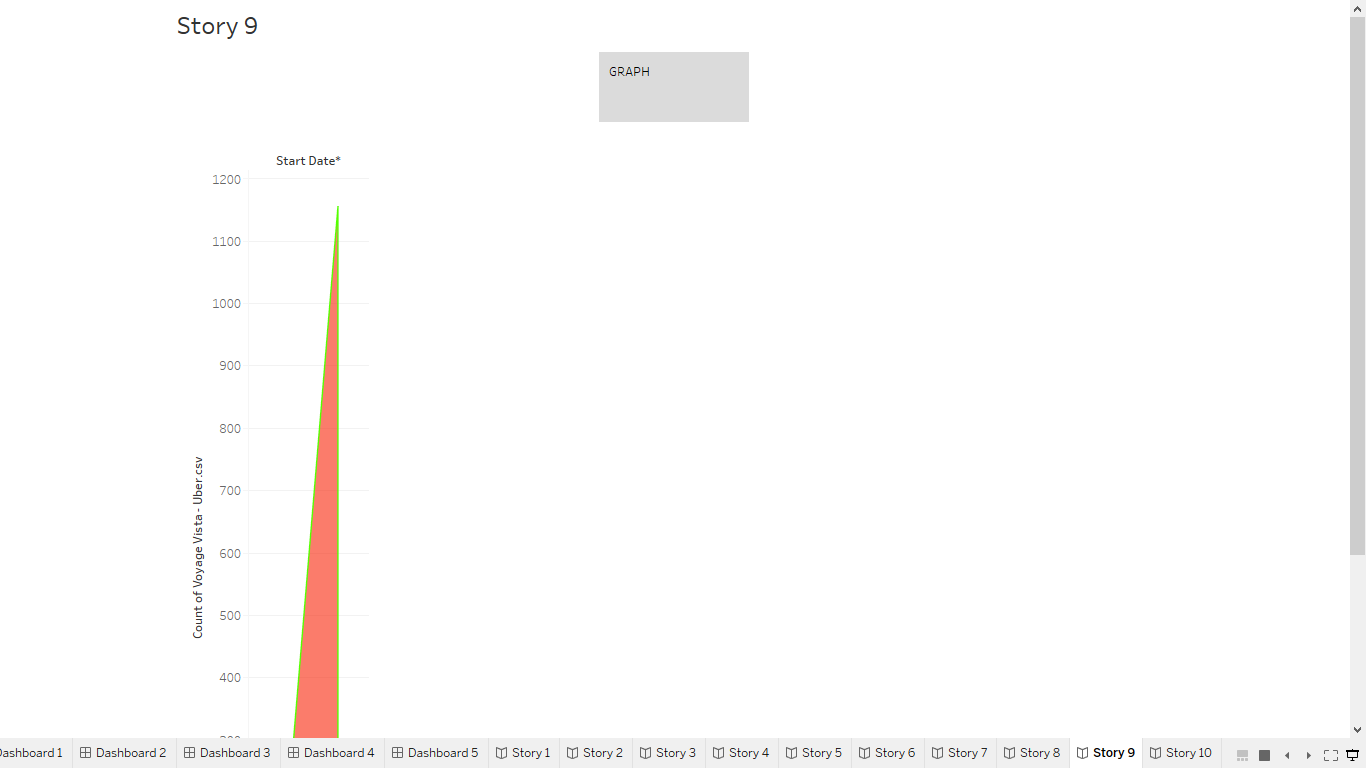 Story 9
GRAPH
Start Date*
1200
1100
1000
900
800
700
600
500
400
Count of Voyage Vista - Uber.csv
Dashboard 1
Dashboard 2
Dashboard 3
Dashboard 4
Dashboard 5
Story 1
Story 2
Story 3
Story 4
Story 5
Story 6
Story 7
Story 8
Story 9
Story 10